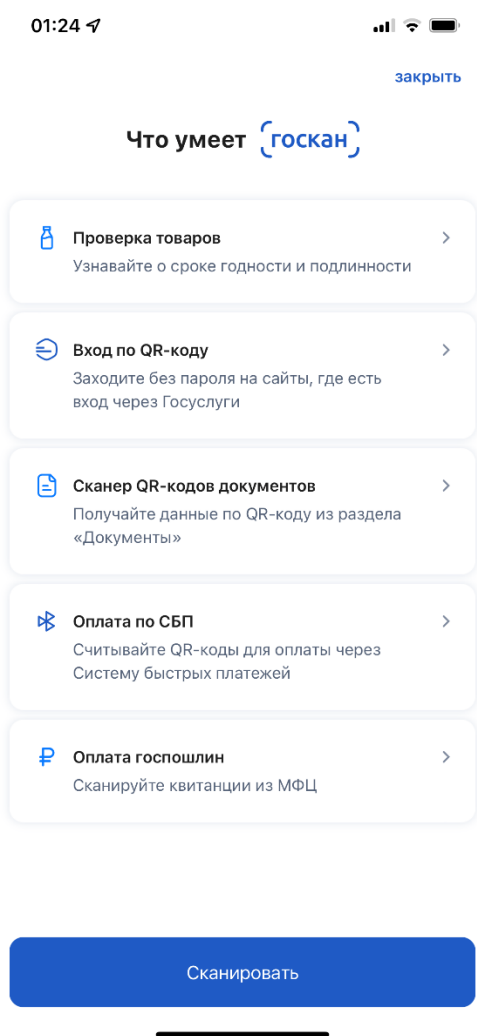 01:24
закрыть
Что умеет госкан
Проверка товаров
Узнавайте о сроке годности и подлинности
Вход по QR-коду
Заходите без пароля на сайты, где есть
вход через Госуслуги
Сканер QR-кодов документов
Получайте данные по QR-коду из раздела
«Документы»
Оплата по СБП
Считывайте QR-коды для оплаты через
Систему быстрых платежей
Оплата госпошлин
Сканируйте квитанции из МФЦ
Сканировать